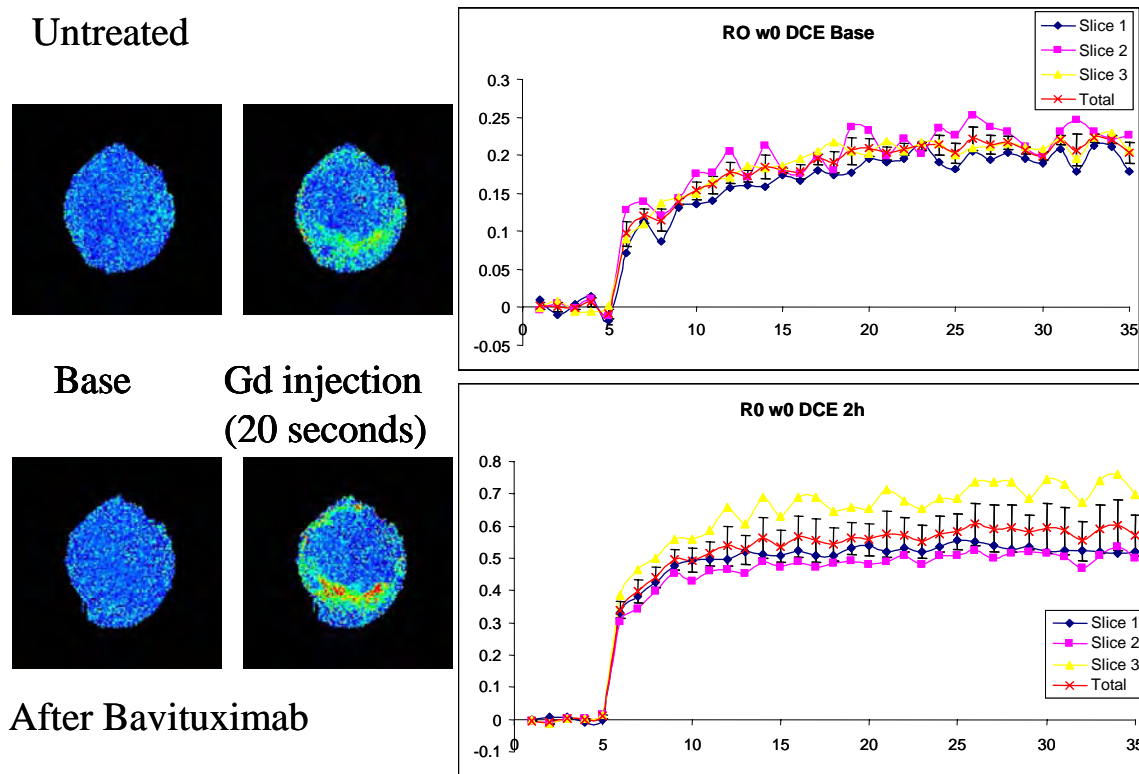 Untreated
Base
Gd injection
(20 seconds)
After Bavituximab
RO w0 DCE Base
Slice 1
Slice 2
Slice 3
Total
0.3
0.25
0.2
0.15
0.1
0.05
0
-0.05
0 5 10 15 20 25 30 35
R0 w0 DCE 2h
0.8
0.7
0.6
0.5
0.4
0.3
0.2
0.1
0
-0.1
0 5 10 15 20 25 30 35
Slice 1
Slice 2
Slice 3
Total